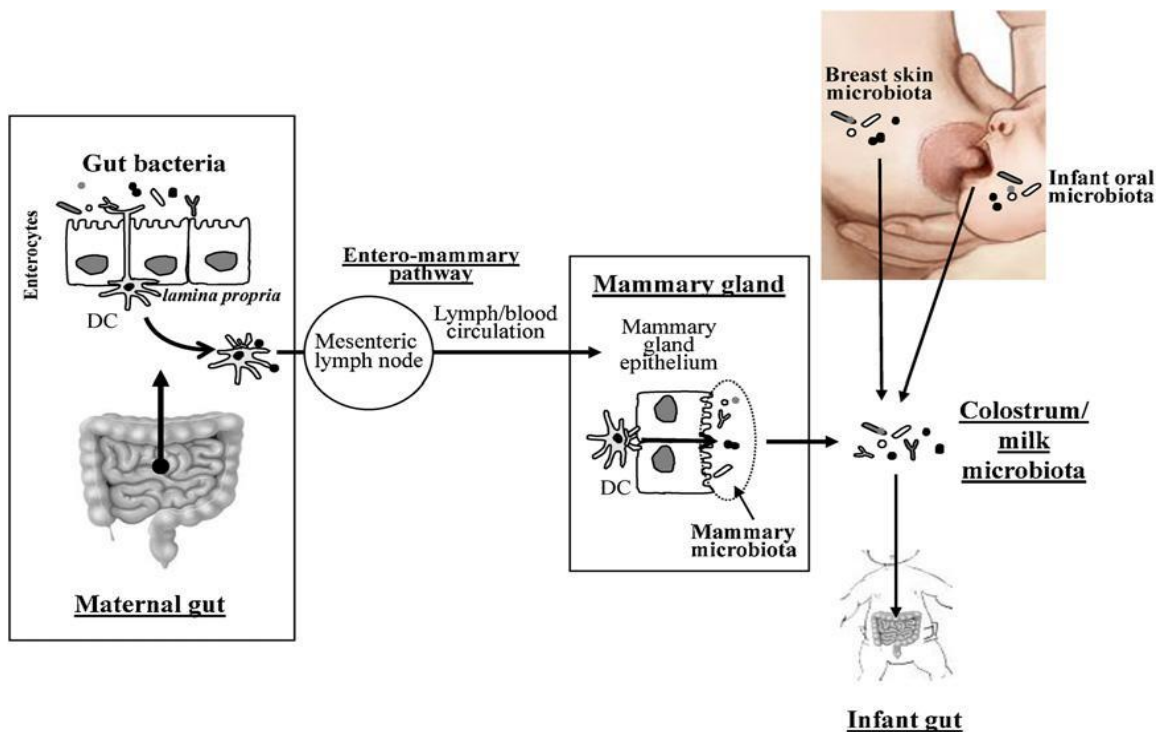 Gut bacteria
Enterocytes
lamina propria
DC
Maternal gut
Entero-mammary
pathway
Mesenteric
lymph node
Lymph/blood
circulation
Mammary gland
Mammary
gland
epithelium
DC
Mammary
microbiota
Breast skin
microbiota
Infant oral
microbiota
Colostrum/
milk
microbiota
Infant gut